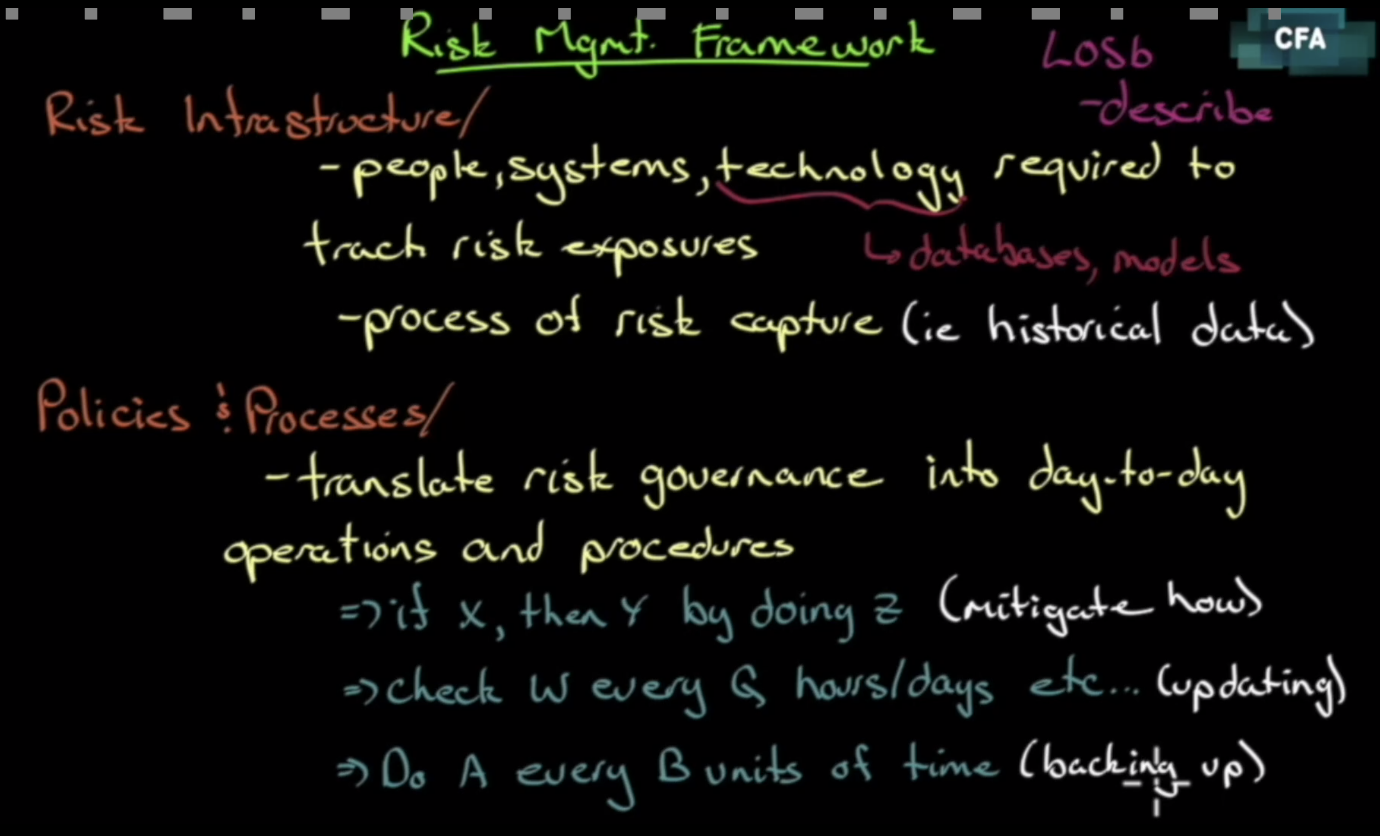 Risk Mgmt. Framework
LOSb
CFA
-describe
Risk Infrastructure/
-people, systems, technology required to
track risk exposures
↳ databases, models
-process of risk capture (ie historical data)
Policies & Processes/
-translate risk governance into day-to-day
operations and procedures
=> if X, then Y by doing Z (mitigate how)
=> check W every Q hours/days etc... (updating)
=> Do A every B units of time (backing up)